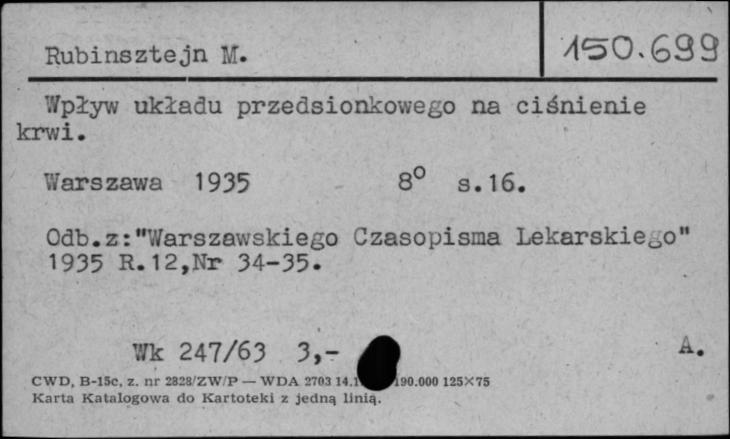 Rubinsztejn M.
150.699
Wpływ układu przedsionkowego na ciśnienie
krwi.
Warszawa 1935 8° s.16.
Odb.z:"Warszawskiego Czasopisma Lekarskiego"
1935 R.12,Nr 34-35.
Wk 247/63 3,-
A.
CWD, B-15c, z. nr 2828/ZW/P — WDA 2703 190.000 125×75
Karta Katalogowa do Kartoteki z jedną linią.